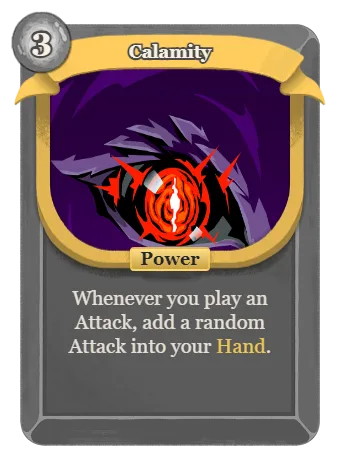 3
Calamity
Power
Whenever you play an
Attack, add a random
Attack into your Hand.